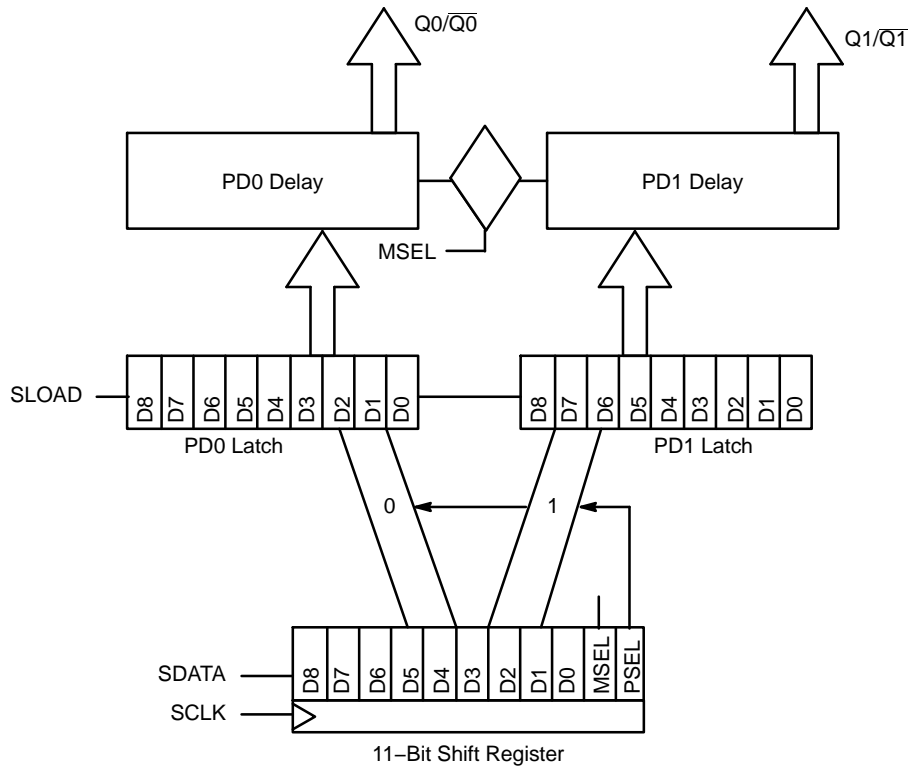 Q0/Q̅0̅
Q1/Q̅1̅
PD0 Delay
PD1 Delay
MSEL
SLOAD
D8 D7 D6 D5 D4 D3 D2 D1 D0
D8 D7 D6 D5 D4 D3 D2 D1 D0
PD0 Latch
PD1 Latch
0
1
SDATA
D8 D7 D6 D5 D4 D3 D2 D1 D0 MSEL PSEL
SCLK
11–Bit Shift Register